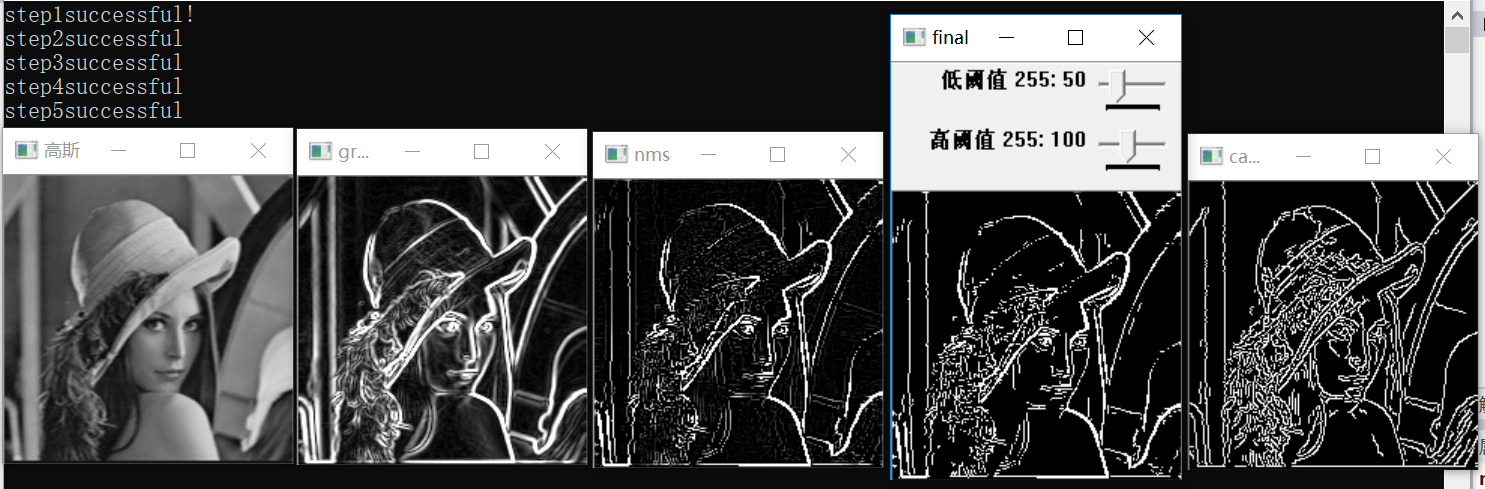 step1successful!
step2successful
step3successful
step4successful
step5successful
高斯
gr...
nms
final
低阈值 255: 50
高阈值 255: 100
ca...